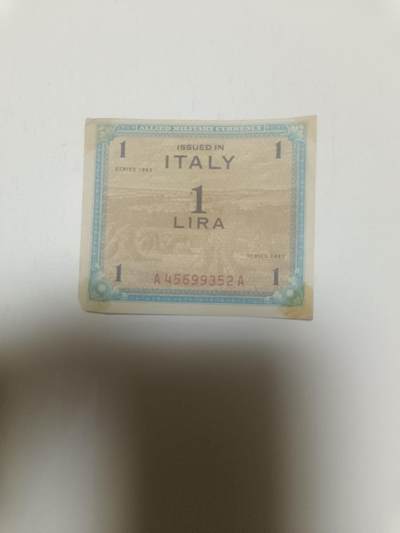 ALLIED MILITARY CURRENCY
1 ISSUED IN 1
ITALY
SERIES 1943
1
LIRA
SERIES 1943
1 A45699352A 1